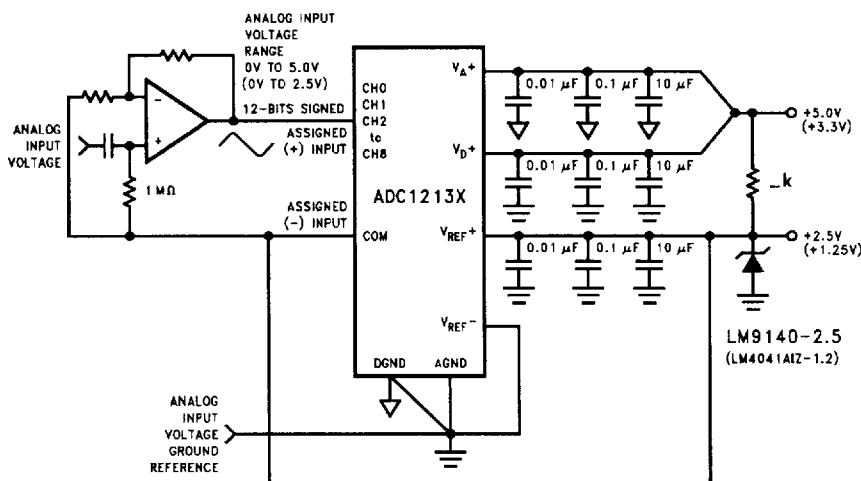 ANALOG INPUT
VOLTAGE
RANGE
0V TO 5.0V
(0V TO 2.5V)
12-BITS SIGNED
ASSIGNED
(+) INPUT
ANALOG
INPUT
VOLTAGE
-
+
1 MΩ
ASSIGNED
(-) INPUT
CH0
CH1
CH2
to
CH8
COM
ADC1213X
VA+
VD+
VREF+
VREF-
DGND
AGND
0.01 μF
0.1 μF
10 μF
0.01 μF
0.1 μF
10 μF
0.01 μF
0.1 μF
10 μF
+5.0V
(+3.3V)
_k
+2.5V
(+1.25V)
LM9140-2.5
(LM4041AIZ-1.2)
ANALOG
INPUT
VOLTAGE
GROUND
REFERENCE